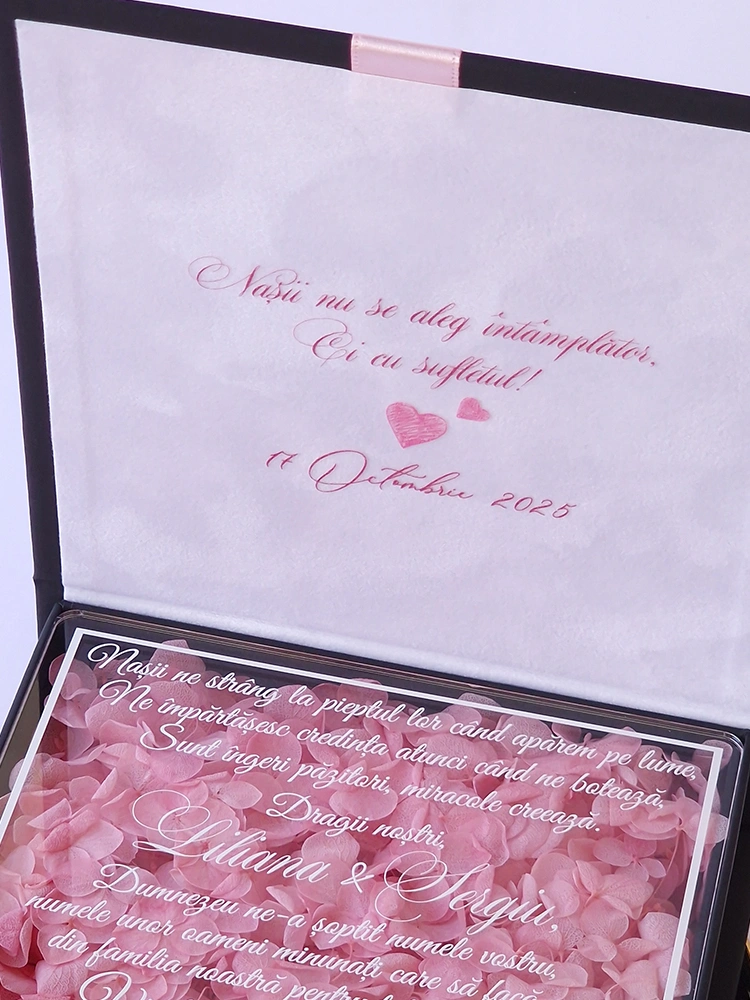 Nașii nu se aleg întâmplător.
Ci cu sufletul!
17 Octombrie 2025
Nașii ne strâng la pieptul lor când apărem pe lume,
Ne împărtășesc credința atunci când ne botează,
Sunt îngeri păzitori, miracole creează.
Dragii noștri,
Liliana & Sergiu,
Dumnezeu ne-a șoptit numele vostru,
numele unor oameni minunați care să facă
din familia noastră